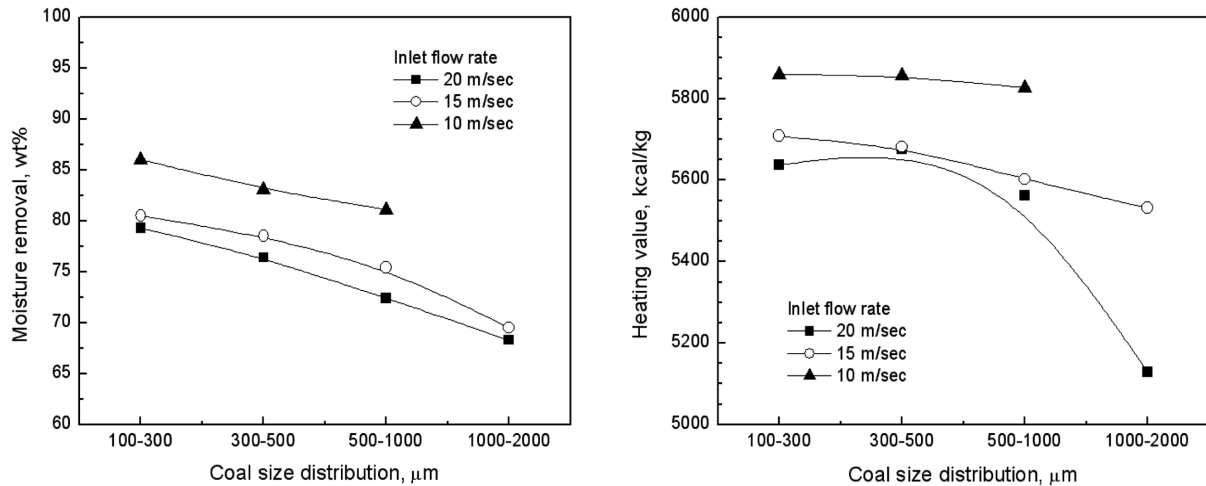 100
95
90
85
80
75
70
65
60
Moisture removal, wt%
Inlet flow rate
20 m/sec
15 m/sec
10 m/sec
100-300
300-500
500-1000
1000-2000
Coal size distribution, μm
6000
5800
5600
5400
5200
5000
Heating value, kcal/kg
Inlet flow rate
20 m/sec
15 m/sec
10 m/sec
100-300
300-500
500-1000
1000-2000
Coal size distribution, μm